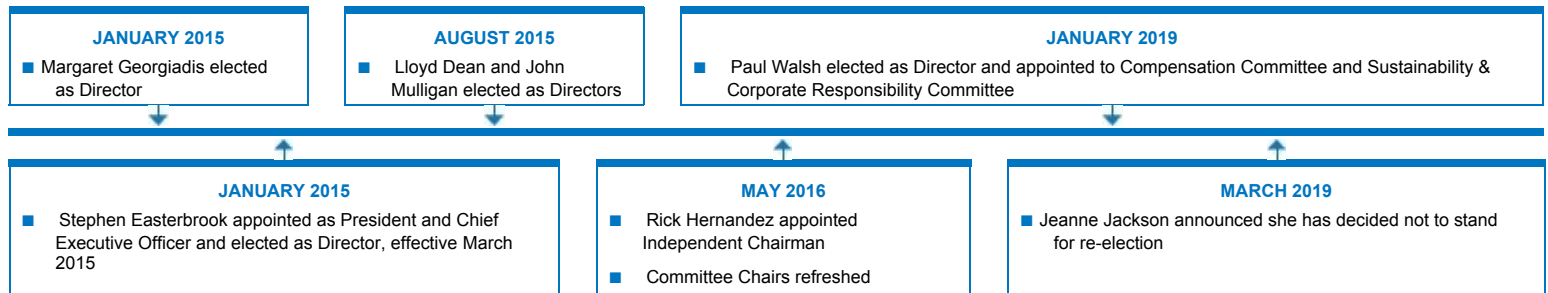 JANUARY 2015
■ Margaret Georgiadis elected
as Director
AUGUST 2015
■ Lloyd Dean and John
Mulligan elected as Directors
JANUARY 2019
■ Paul Walsh elected as Director and appointed to Compensation Committee and Sustainability &
Corporate Responsibility Committee
JANUARY 2015
■ Stephen Easterbrook appointed as President and Chief
Executive Officer and elected as Director, effective March
2015
MAY 2016
■ Rick Hernandez appointed
Independent Chairman
■ Committee Chairs refreshed
MARCH 2019
■ Jeanne Jackson announced she has decided not to stand
for re-election